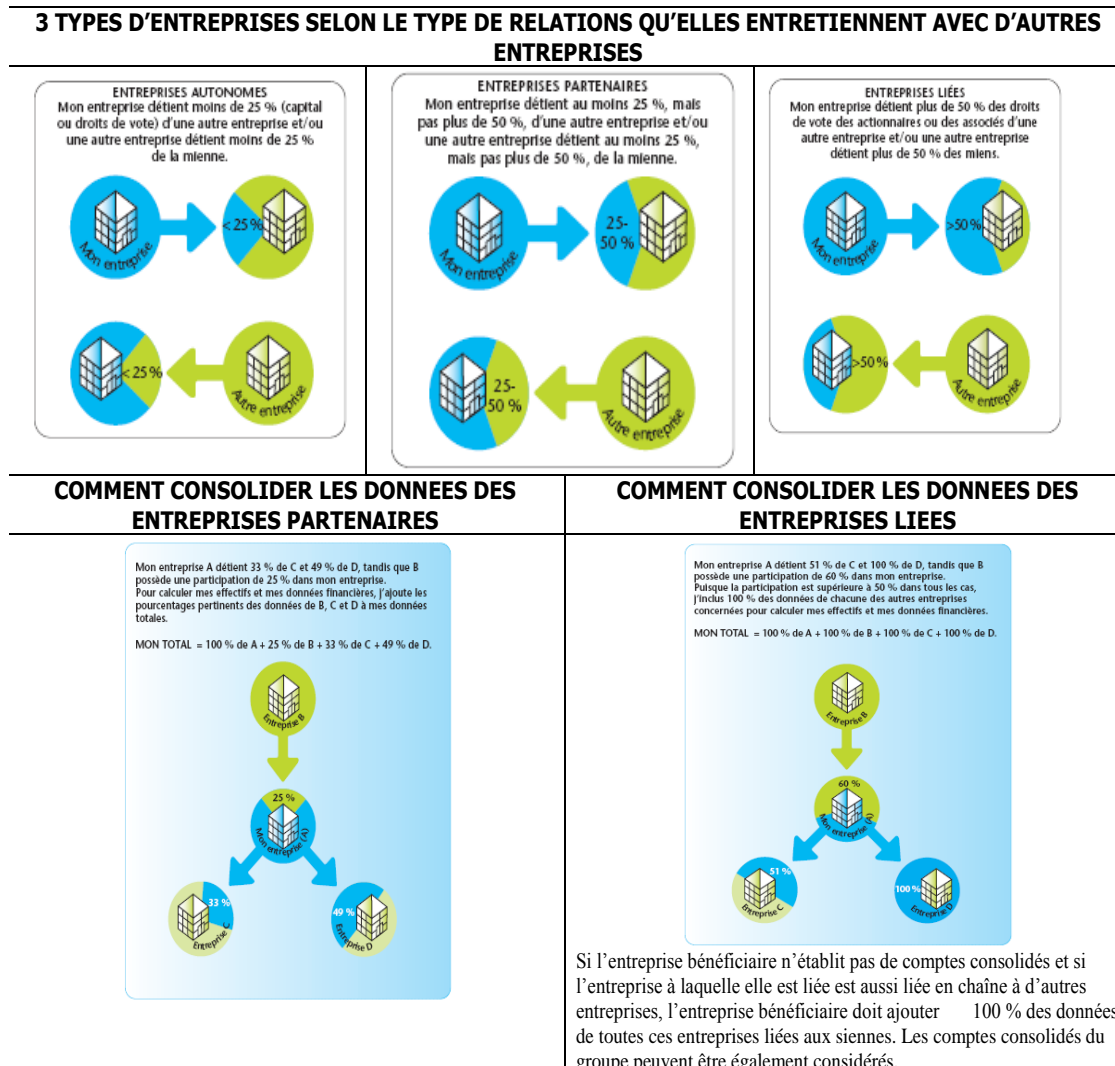 3 TYPES D’ENTREPRISES SELON LE TYPE DE RELATIONS QU’ELLES ENTRETIENNENT AVEC D’AUTRES
ENTREPRISES
ENTREPRISES AUTONOMES
Mon entreprise détient moins de 25 % (capital
ou droits de vote) d’une autre entreprise et/ou
une autre entreprise détient moins de 25 %
de la mienne.
< 25 %
Mon entreprise
< 25 %
Autre entreprise
ENTREPRISES PARTENAIRES
Mon entreprise détient au moins 25 %, mais
pas plus de 50 %, d’une autre entreprise et/ou
une autre entreprise détient au moins 25 %,
mais pas plus de 50 %, de la mienne.
25-
50 %
Mon entreprise
25-
50 %
Autre entreprise
ENTREPRISES LIÉES
Mon entreprise détient plus de 50 % des droits
de vote des actionnaires ou des associés d’une
autre entreprise et/ou une autre entreprise
détient plus de 50 % des miens.
>50 %
Mon entreprise
>50 %
Autre entreprise
COMMENT CONSOLIDER LES DONNEES DES
ENTREPRISES PARTENAIRES
Mon entreprise A détient 33 % de C et 49 % de D, tandis que B
possède une participation de 25 % dans mon entreprise.
Pour calculer mes effectifs et mes données financières, j’ajoute les
pourcentages pertinents des données de B, C et D à mes données
totales.
MON TOTAL = 100 % de A + 25 % de B + 33 % de C + 49 % de D.
Entreprise B
25 %
Mon entreprise (A)
33 %
Entreprise C
49 %
Entreprise D
COMMENT CONSOLIDER LES DONNEES DES
ENTREPRISES LIEES
Mon entreprise A détient 51 % de C et 100 % de D, tandis que B
possède une participation de 60 % dans mon entreprise.
Puisque la participation est supérieure à 50 % dans tous les cas,
j’inclus 100 % des données de chacune des autres entreprises
concernées pour calculer mes effectifs et mes données financières.
MON TOTAL = 100 % de A + 100 % de B + 100 % de C + 100 % de D.
Entreprise B
60 %
Mon entreprise (A)
51 %
Entreprise C
100 %
Entreprise D
Si l’entreprise bénéficiaire n’établit pas de comptes consolidés et si
l’entreprise à laquelle elle est liée est aussi liée en chaîne à d’autres
entreprises, l’entreprise bénéficiaire doit ajouter 100 % des données
de toutes ces entreprises liées aux siennes. Les comptes consolidés du
groupe peuvent être également considérés